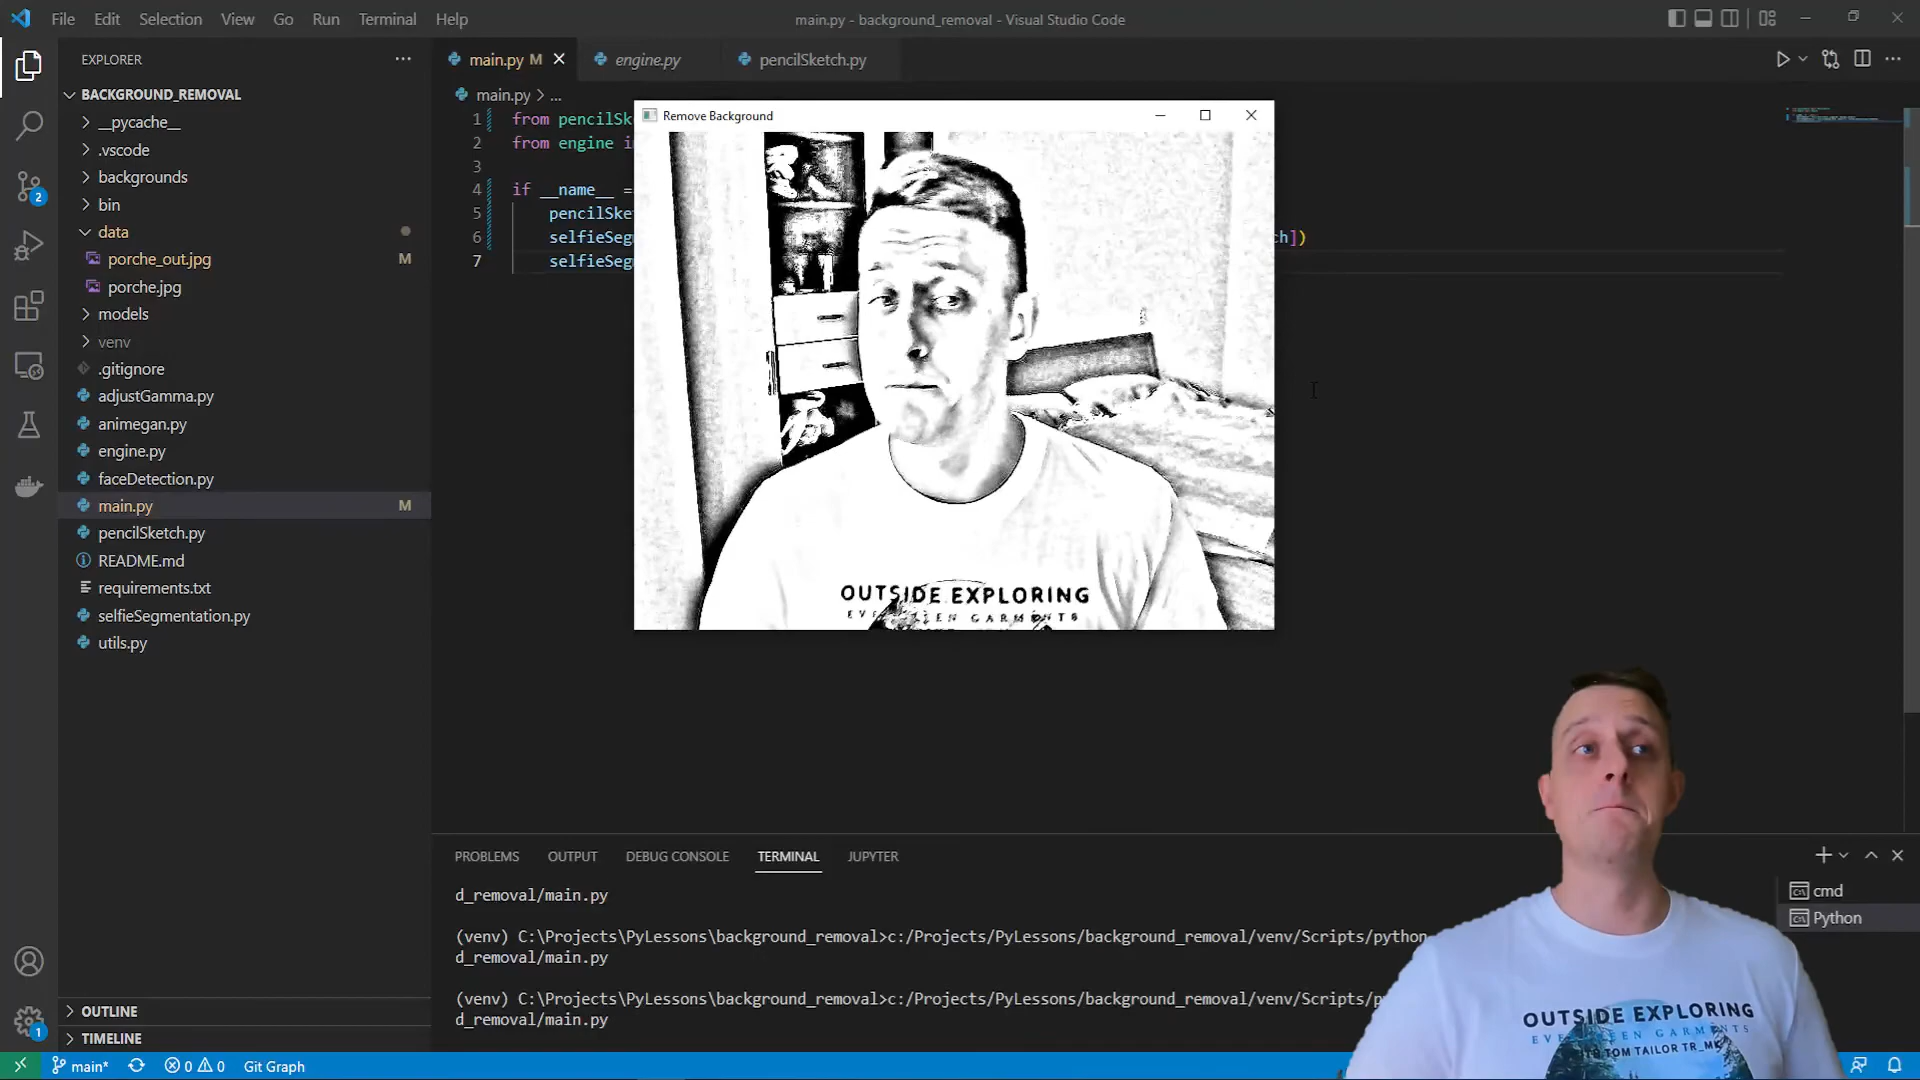 File Edit Selection View Go Run Terminal Help
main.py - background_removal - Visual Studio Code
EXPLORER
BACKGROUND_REMOVAL
__pycache__
.vscode
backgrounds
bin
data
porche_out.jpg M
porche.jpg
models
venv
.gitignore
adjustGamma.py
animegan.py
engine.py
faceDetection.py
main.py M
pencilSketch.py
README.md
requirements.txt
selfieSegmentation.py
utils.py
OUTLINE
TIMELINE
main.py M engine.py pencilSketch.py
main.py > ...
1 from pencilSk
2 from engine i
3
4 if __name__ =
5 pencilSke
6 selfieSeg ch])
7 selfieSeg
Remove Background
OUTSIDE EXPLORING
GARMENTS
PROBLEMS OUTPUT DEBUG CONSOLE TERMINAL JUPYTER
d_removal/main.py
(venv) C:\Projects\PyLessons\background_removal>c:/Projects/PyLessons/background_removal/venv/Scripts/python
d_removal/main.py
(venv) C:\Projects\PyLessons\background_removal>c:/Projects/PyLessons/background_removal/venv/Scripts/p
d_removal/main.py
cmd
Python
OUTSIDE EXPLORING
GARMENTS
TOM TAILOR
2
1
main* 0 0 Git Graph